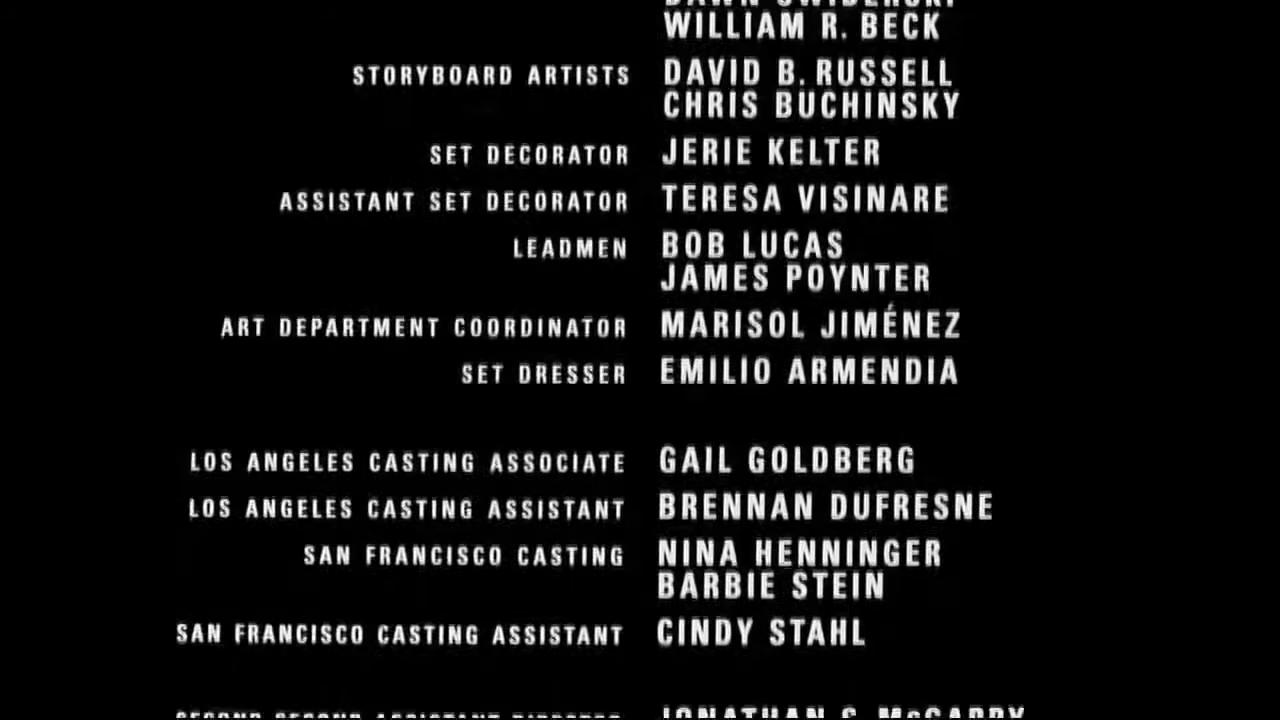 WILLIAM R. BECK
STORYBOARD ARTISTS DAVID B. RUSSELL
CHRIS BUCHINSKY
SET DECORATOR JERIE KELTER
ASSISTANT SET DECORATOR TERESA VISINARE
LEADMEN BOB LUCAS
JAMES POYNTER
ART DEPARTMENT COORDINATOR MARISOL JIMÉNEZ
SET DRESSER EMILIO ARMENDIA
LOS ANGELES CASTING ASSOCIATE GAIL GOLDBERG
LOS ANGELES CASTING ASSISTANT BRENNAN DUFRESNE
SAN FRANCISCO CASTING NINA HENNINGER
BARBIE STEIN
SAN FRANCISCO CASTING ASSISTANT CINDY STAHL
JONATHAN S. McGARRY